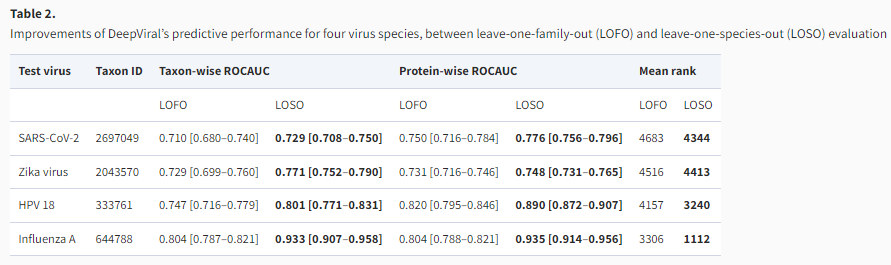 Table 2.
Improvements of DeepViral's predictive performance for four virus species, between leave-one-family-out (LOFO) and leave-one-species-out (LOSO) evaluation
Test virus Taxon ID Taxon-wise ROCAUC Protein-wise ROCAUC Mean rank
LOFO LOSO LOFO LOSO LOFO LOSO
SARS-CoV-2 2697049 0.710 [0.680–0.740] 0.729 [0.708–0.750] 0.750 [0.716–0.784] 0.776 [0.756–0.796] 4683 4344
Zika virus 2043570 0.729 [0.699–0.760] 0.771 [0.752–0.790] 0.731 [0.716–0.746] 0.748 [0.731–0.765] 4516 4413
HPV 18 333761 0.747 [0.716–0.779] 0.801 [0.771–0.831] 0.820 [0.795–0.846] 0.890 [0.872–0.907] 4157 3240
Influenza A 644788 0.804 [0.787–0.821] 0.933 [0.907–0.958] 0.804 [0.788–0.821] 0.935 [0.914–0.956] 3306 1112